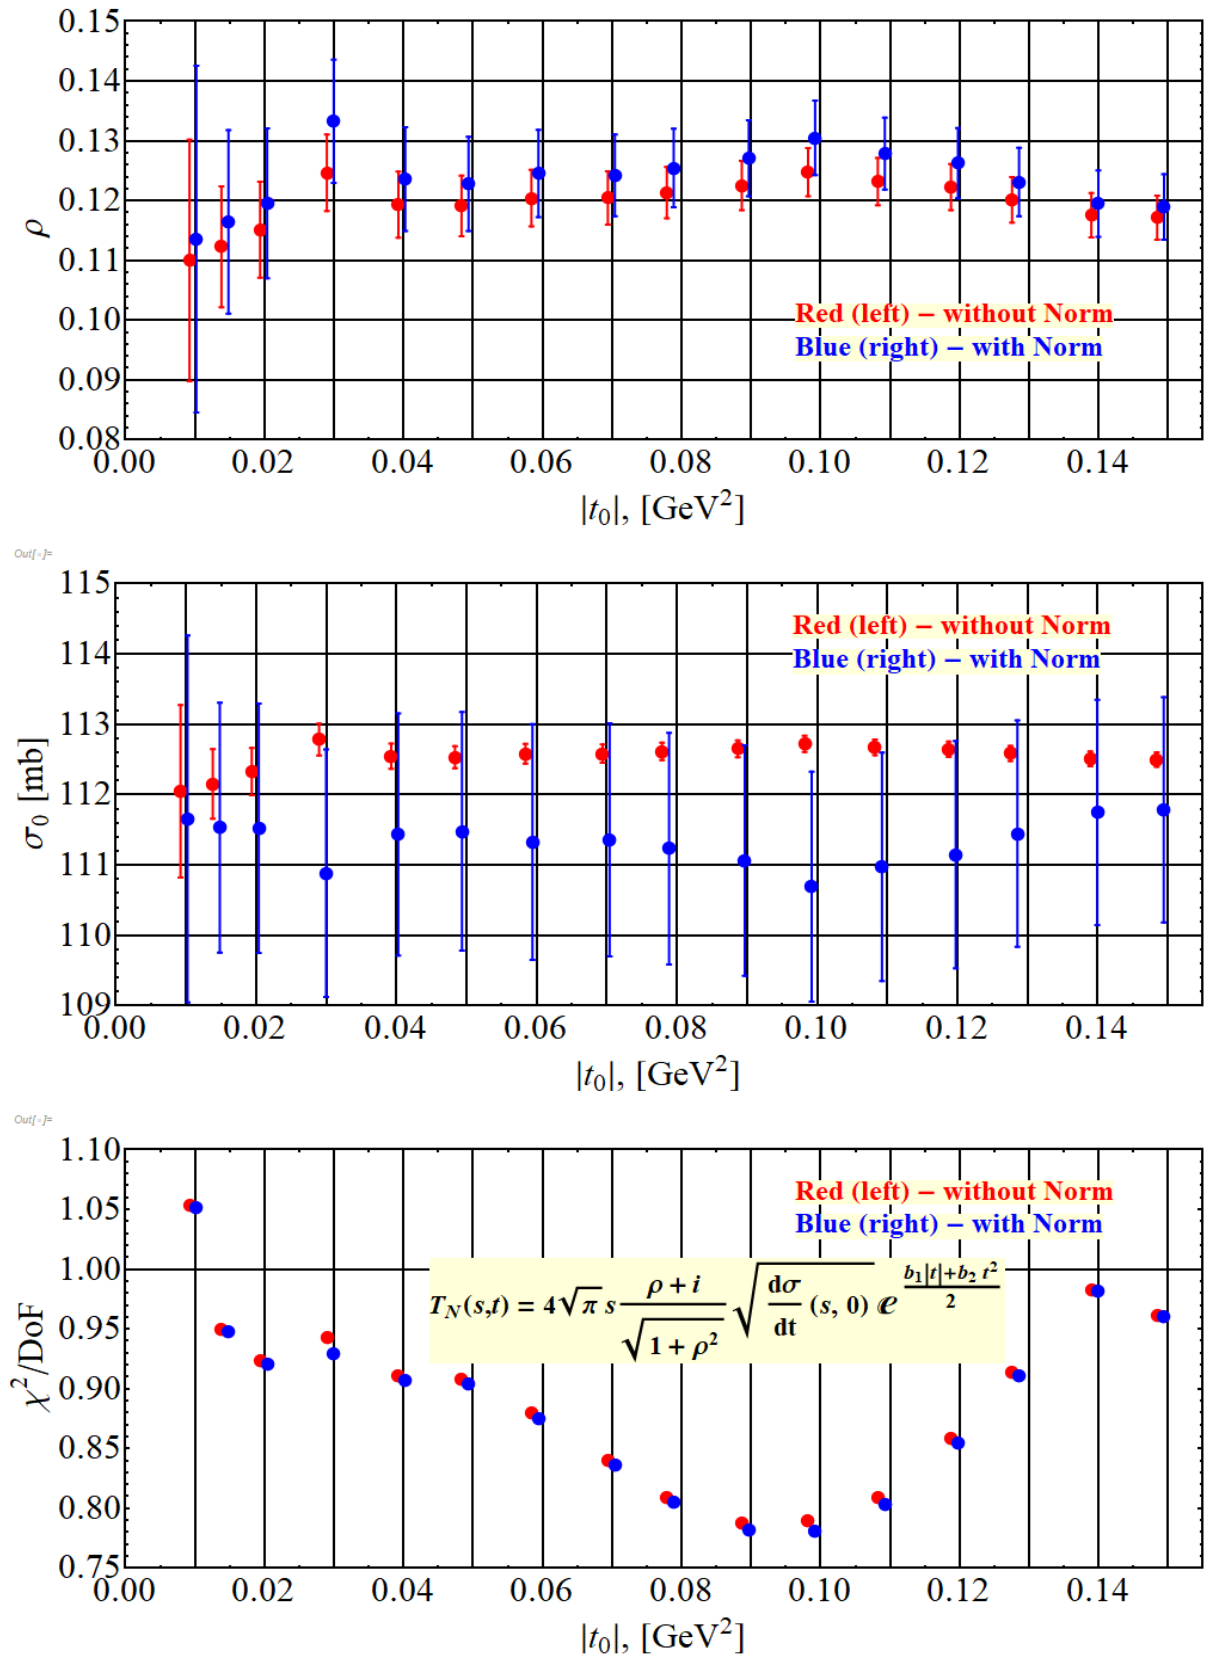 0.15
0.14
0.13
0.12
0.11
0.10
0.09
0.08
ρ
Red (left) – without Norm
Blue (right) – with Norm
0.00 0.02 0.04 0.06 0.08 0.10 0.12 0.14
|t₀|, [GeV²]
Out[◦]=
115
114
113
112
111
110
109
σ₀ [mb]
Red (left) – without Norm
Blue (right) – with Norm
0.00 0.02 0.04 0.06 0.08 0.10 0.12 0.14
|t₀|, [GeV²]
Out[◦]=
1.10
1.05
1.00
0.95
0.90
0.85
0.80
0.75
χ²/DoF
Red (left) – without Norm
Blue (right) – with Norm
T_N(s,t) = 4√π s (ρ + i)/√(1 + ρ²) √(dσ/dt (s, 0)) e^((b₁|t|+b₂ t²)/2)
0.00 0.02 0.04 0.06 0.08 0.10 0.12 0.14
|t₀|, [GeV²]